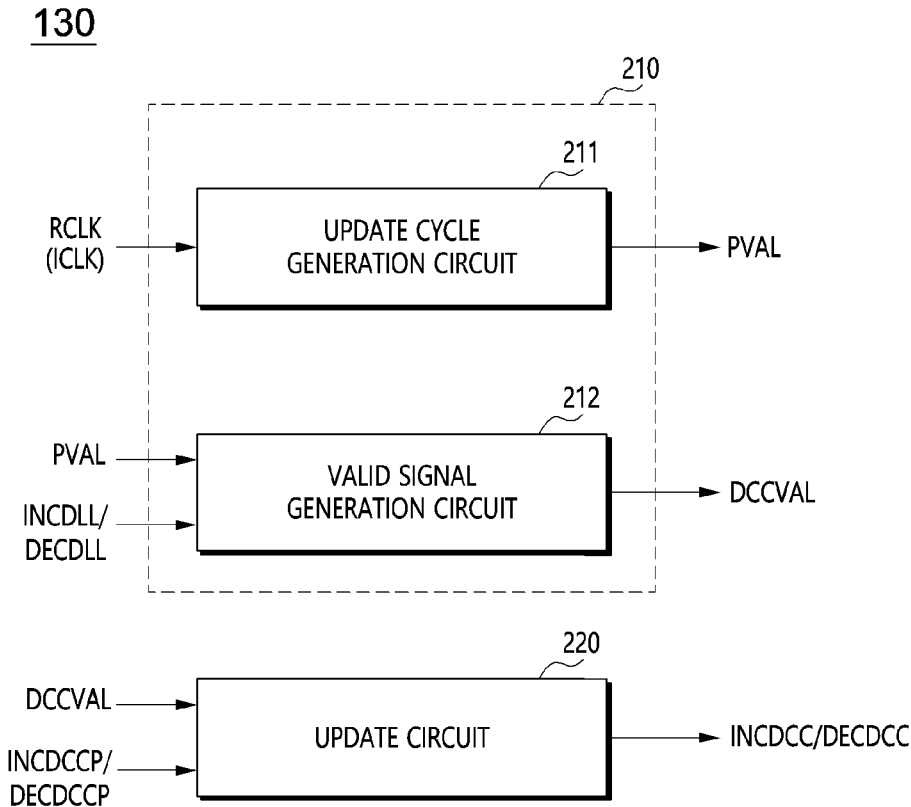 130
210
211
RCLK
(ICLK)
UPDATE CYCLE
GENERATION CIRCUIT
PVAL
212
PVAL
INCDLL/
DECDLL
VALID SIGNAL
GENERATION CIRCUIT
DCCVAL
220
DCCVAL
INCDCCP/
DECDCCP
UPDATE CIRCUIT
INCDCC/DECDCC